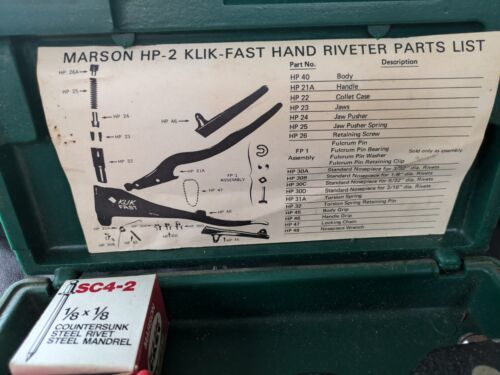 MARSON HP-2 KLIK-FAST HAND RIVETER PARTS LIST
Part No. Description
HP 40 Body
HP 21A Handle
HP 22 Collet Case
HP 23 Jaws
HP 24 Jaw Pusher
HP 25 Jaw Pusher Spring
HP 26 Retaining Screw
FP 1 Assembly
Fulcrum Pin
Fulcrum Pin Bearing
Fulcrum Pin Washer
Fulcrum Pin Retaining Clip
Sold only as assembly
HP 30A Standard Nosepiece for 3/32" dia. Rivets
HP 30B Standard Nosepiece for 1/8" dia. Rivets
HP 30C Standard Nosepiece for 5/32" dia. Rivets
HP 30D Standard Nosepiece for 3/16" dia. Rivets
HP 31A Torsion Spring
HP 32 Torsion Spring Retaining Pin
HP 45 Body Grip
HP 46 Handle Grip
HP 47 Locking Chain
HP 48 Nosepiece Wrench
HP 26A
HP 25
HP 24
HP 23
HP 22
HP A6
HP 21A
FP 1
ASSEMBLY
HP 47
KLIK
FAST
HP 45
SC4-2
1/8 x 1/8
COUNTERSUNK
STEEL RIVET
STEEL MANDREL
MARSON